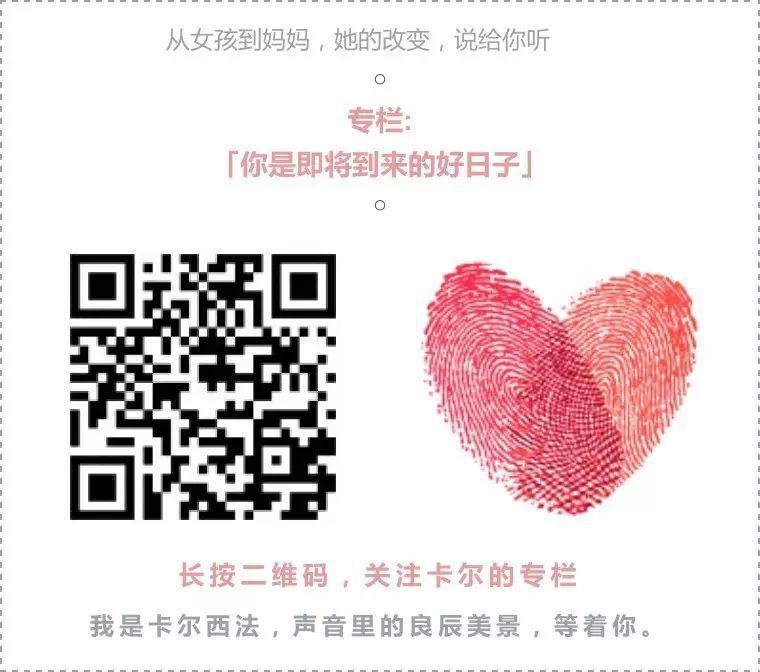 从女孩到妈妈，她的改变，说给你听
专栏:
「你是即将到来的好日子」
长按二维码，关注卡尔的专栏
我是卡尔西法，声音里的良辰美景，等着你。